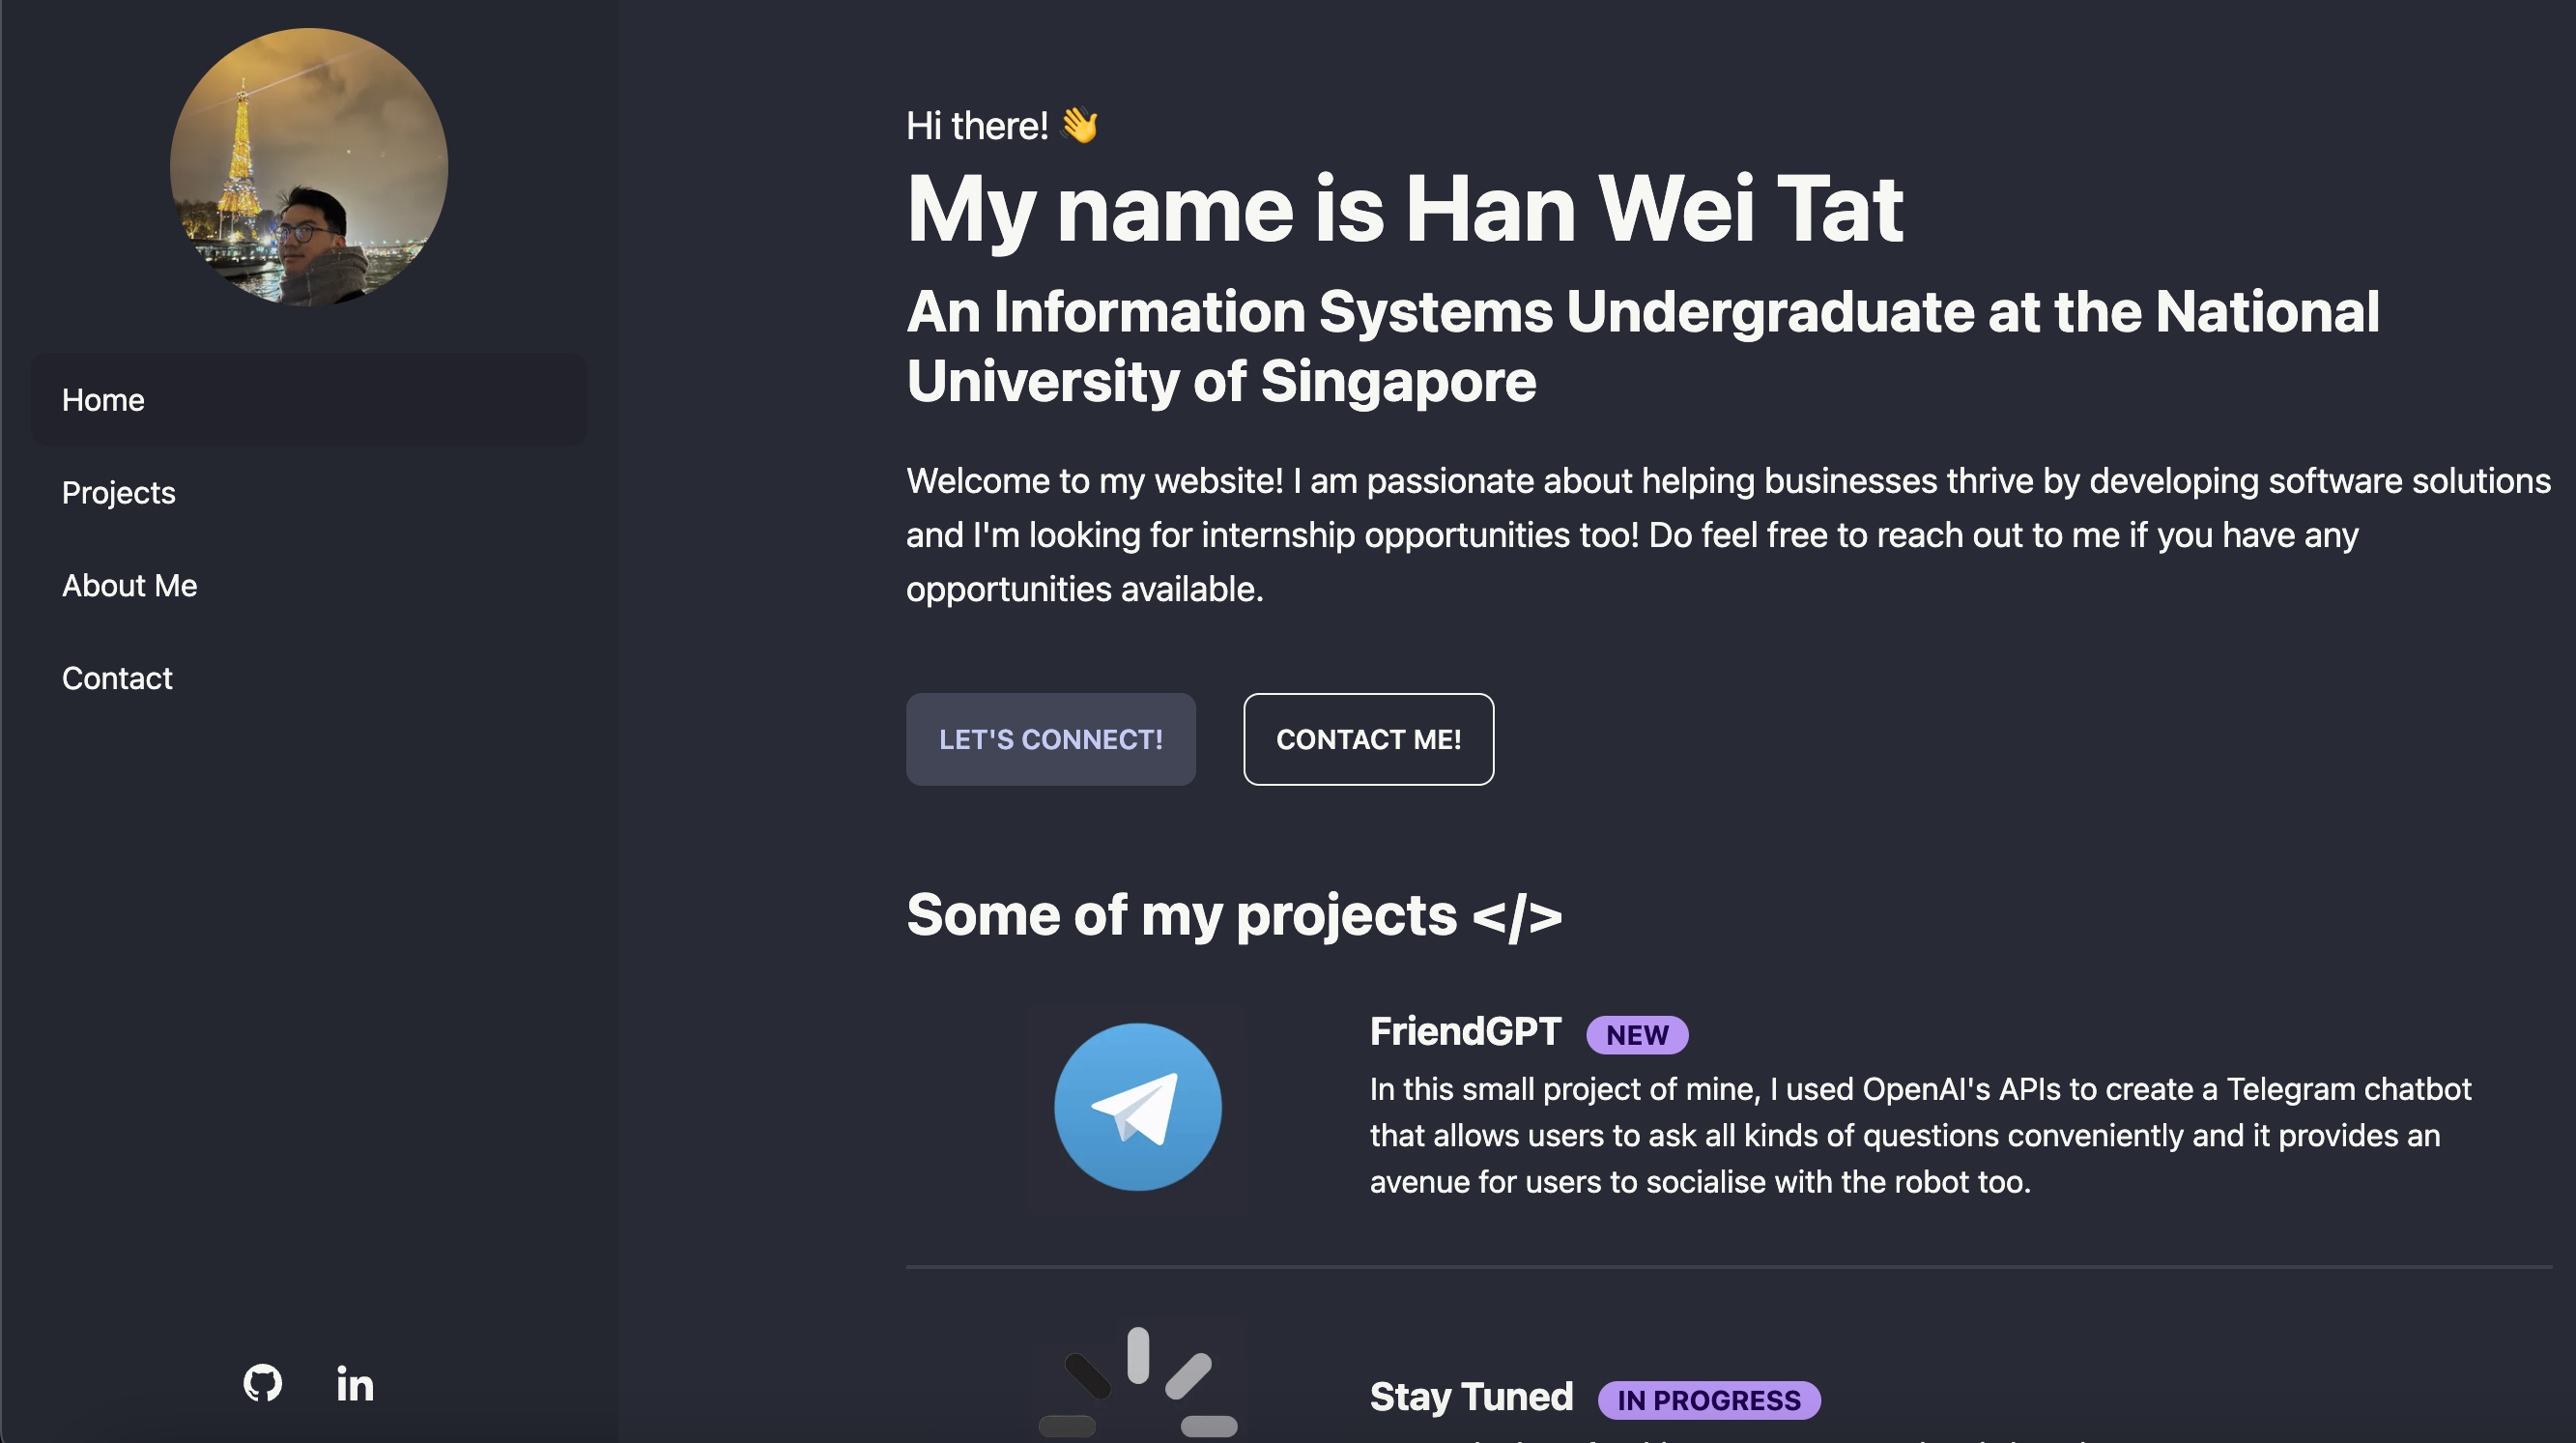 Home
Projects
About Me
Contact
Hi there! 👋
My name is Han Wei Tat
An Information Systems Undergraduate at the National
University of Singapore
Welcome to my website! I am passionate about helping businesses thrive by developing software solutions
and I'm looking for internship opportunities too! Do feel free to reach out to me if you have any
opportunities available.
LET'S CONNECT!
CONTACT ME!
Some of my projects </>
FriendGPT NEW
In this small project of mine, I used OpenAI's APIs to create a Telegram chatbot
that allows users to ask all kinds of questions conveniently and it provides an
avenue for users to socialise with the robot too.
Stay Tuned IN PROGRESS
in